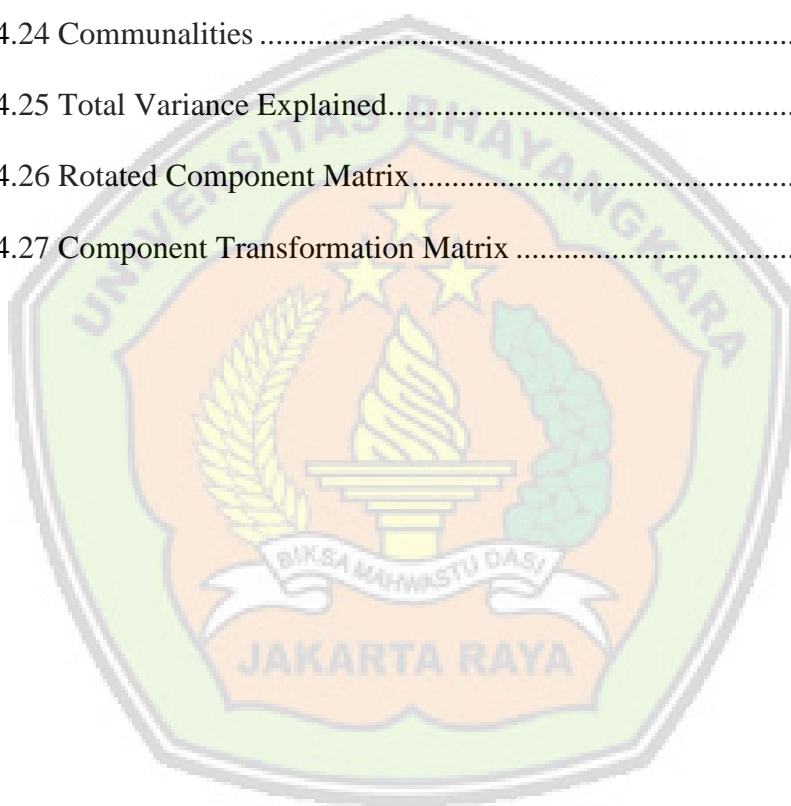 4.24 Communalities ........................................................................
4.25 Total Variance Explained........................................................
4.26 Rotated Component Matrix.....................................................
4.27 Component Transformation Matrix ........................................
UNIVERSITAS BHAYANGKARA
BIKSA MAHWASTU DASI
JAKARTA RAYA